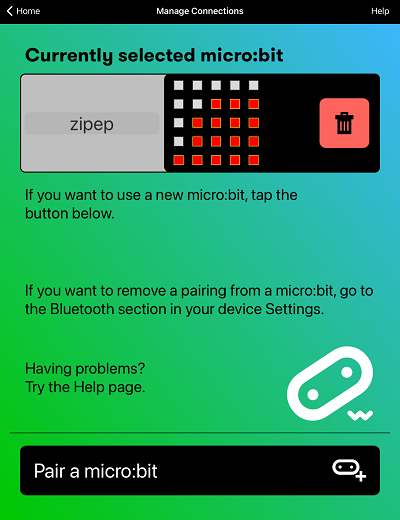 Home
Manage Connections
Help
Currently selected micro:bit
zipep
If you want to use a new micro:bit, tap the
button below.
If you want to remove a pairing from a micro:bit, go to
the Bluetooth section in your device Settings.
Having problems?
Try the Help page.
Pair a micro:bit